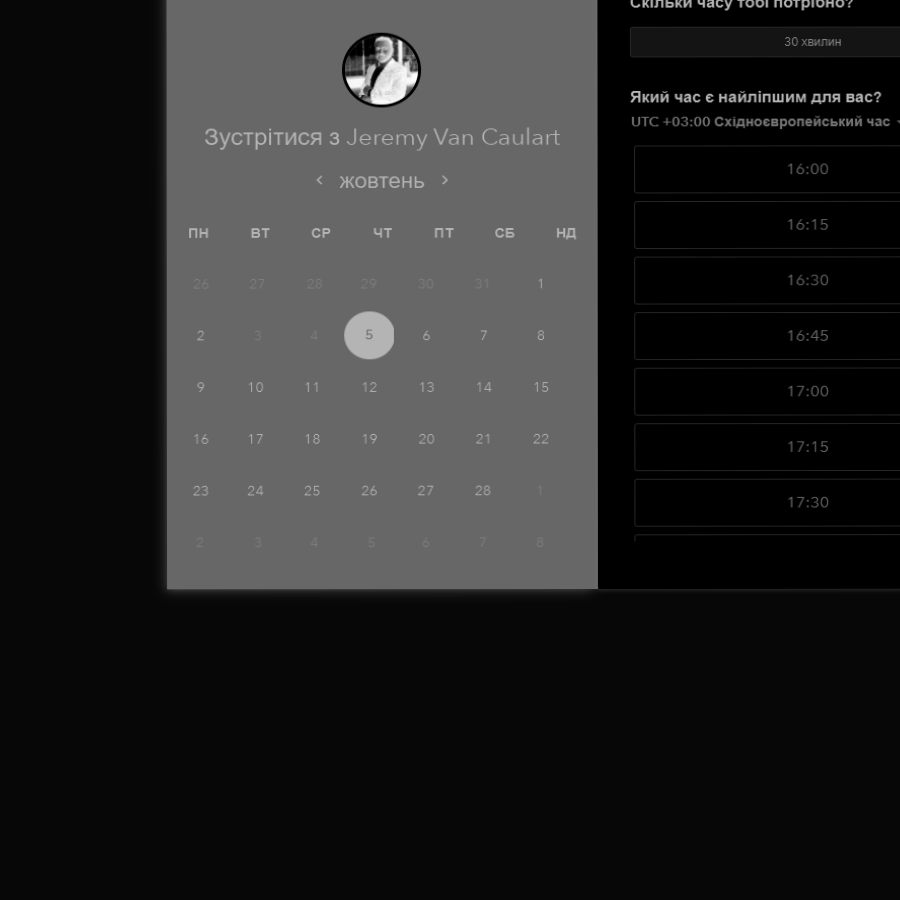 Зустрітися з Jeremy Van Caulart
< жовтень >
ПН ВТ СР ЧТ ПТ СБ НД
26 27 28 29 30 31 1
2 3 4 5 6 7 8
9 10 11 12 13 14 15
16 17 18 19 20 21 22
23 24 25 26 27 28 1
2 3 4 5 6 7 8
Скільки часу тобі потрібно?
30 хвилин
Який час є найліпшим для вас?
UTC +03:00 Східноєвропейський час
16:00
16:15
16:30
16:45
17:00
17:15
17:30